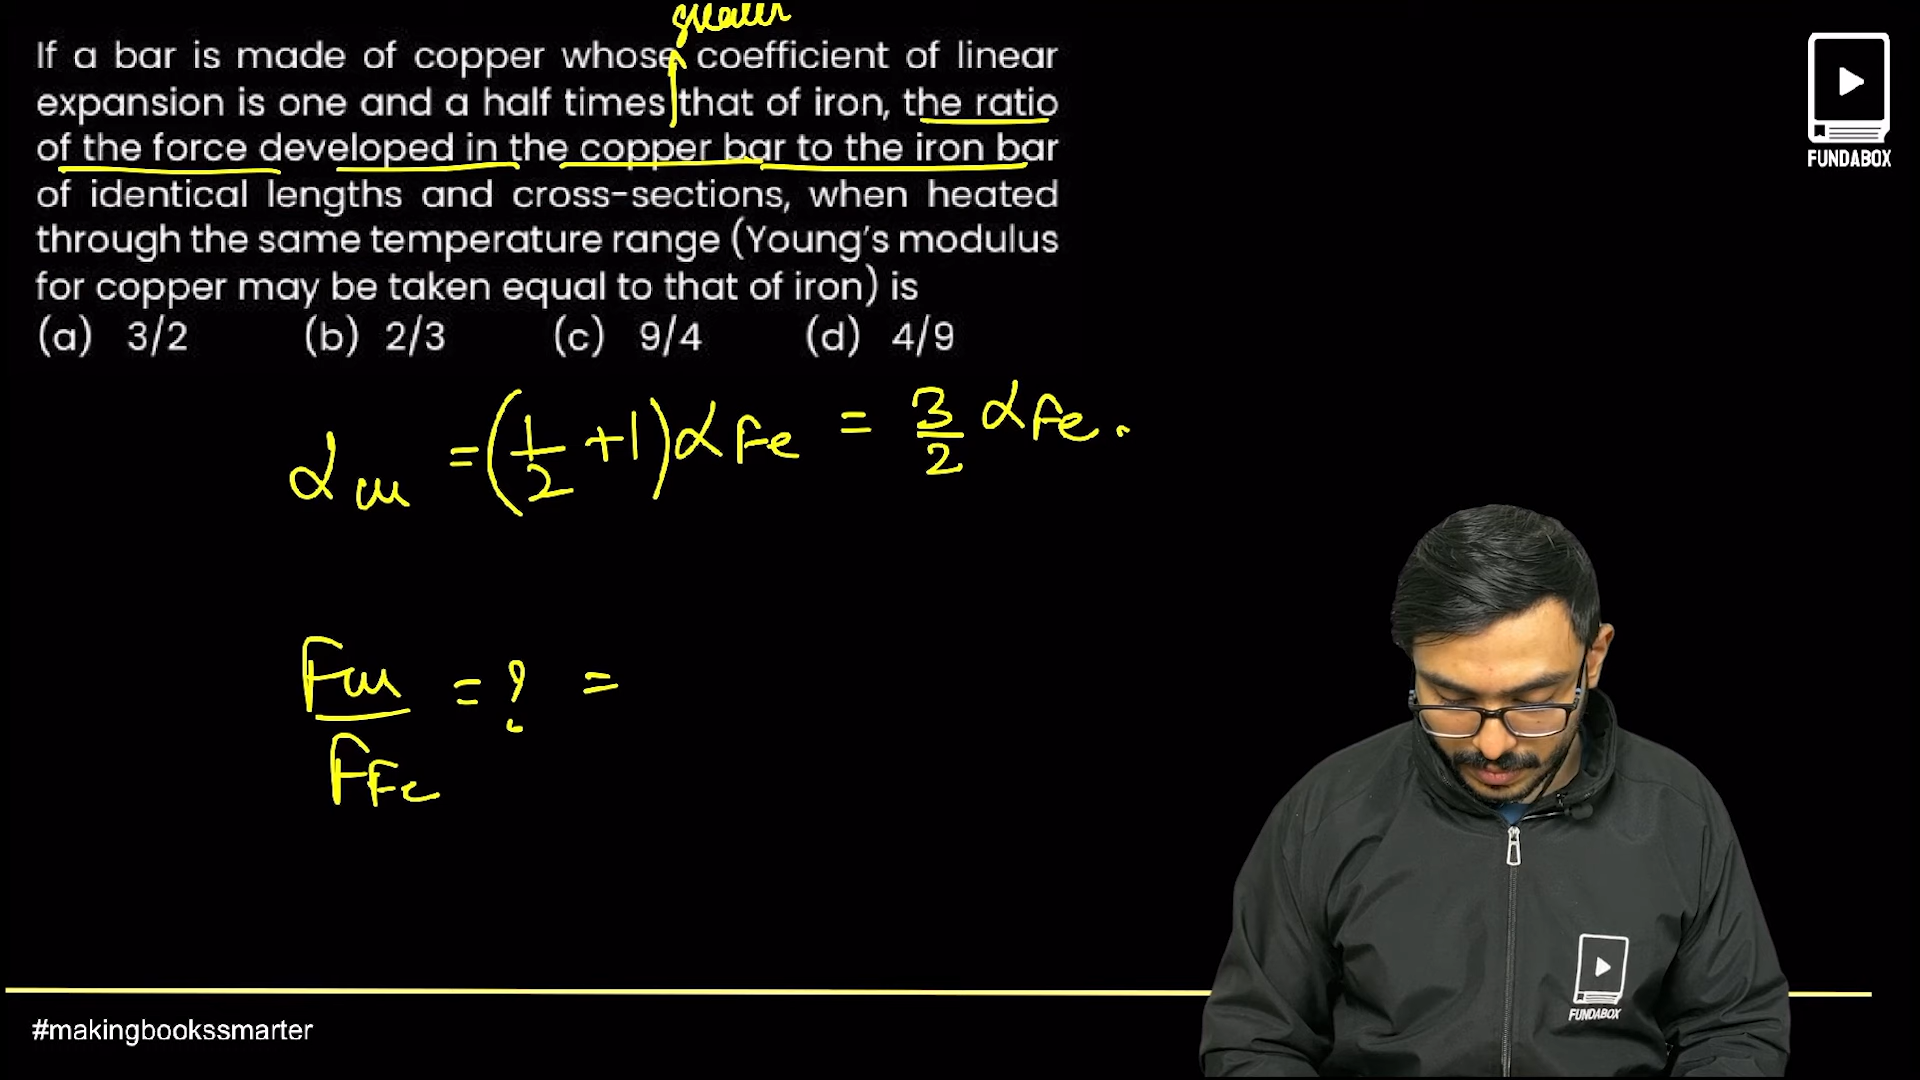 greater
If a bar is made of copper whose coefficient of linear
expansion is one and a half times that of iron, the ratio
of the force developed in the copper bar to the iron bar
of identical lengths and cross-sections, when heated
through the same temperature range (Young's modulus
for copper may be taken equal to that of iron) is
(a) 3/2 (b) 2/3 (c) 9/4 (d) 4/9
α cu = (1/2 + 1) α Fe = 3/2 α Fe.
Fcu/FFe = ? =
FUNDABOX
FUNDABOX
#makingbookssmarter